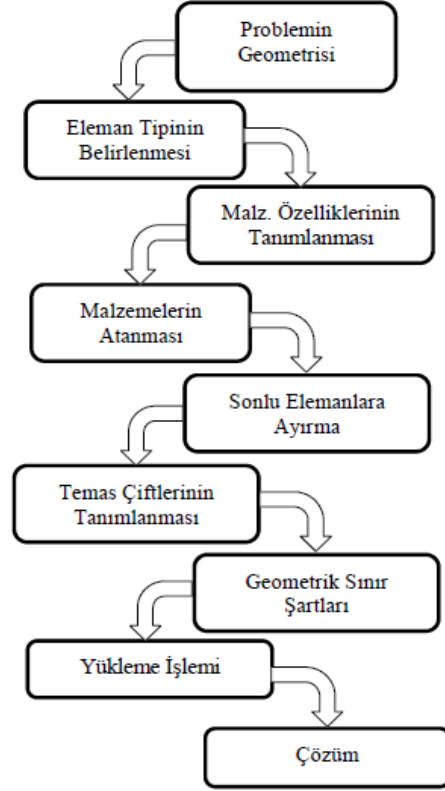 Problemin
Geometrisi
Eleman Tipinin
Belirlenmesi
Malz. Özelliklerinin
Tanımlanması
Malzemelerin
Atanması
Sonlu Elemanlara
Ayırma
Temas Çiftlerinin
Tanımlanması
Geometrik Sınır
Şartları
Yükleme İşlemi
Çözüm